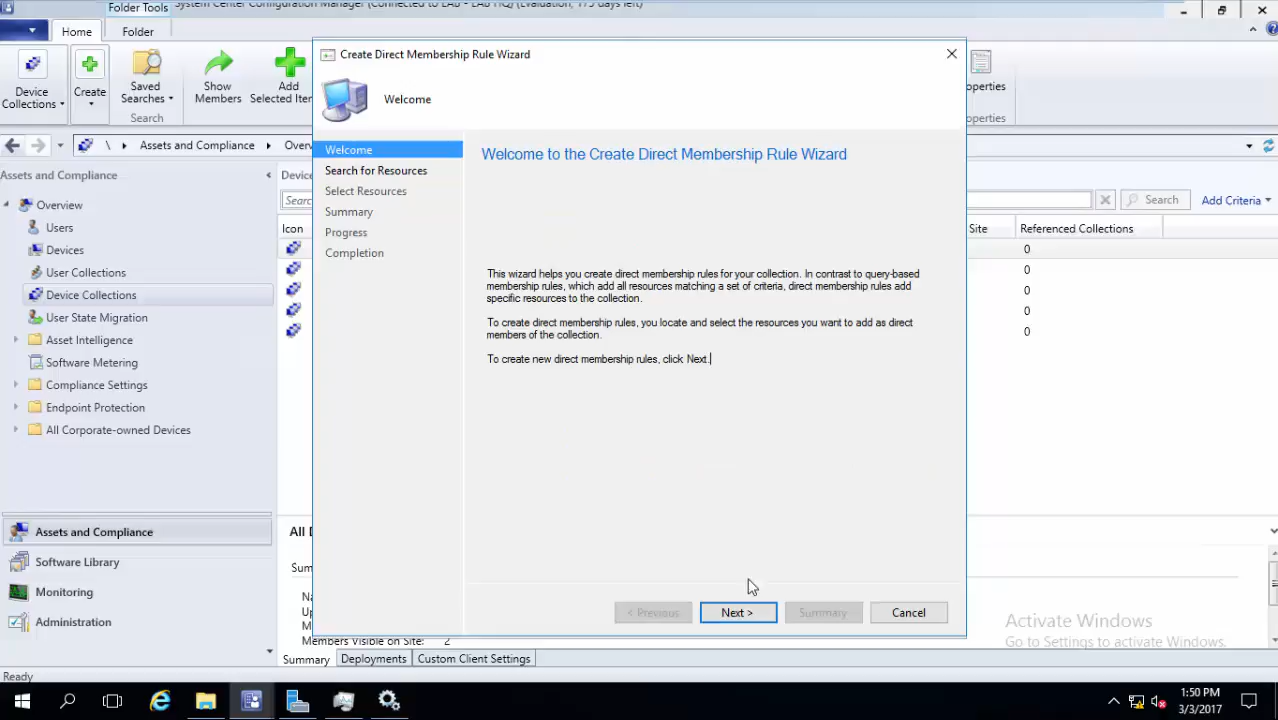 Folder Tools
System Center Configuration Manager (Connected to LAB - LAB HQ) (Evaluation, 175 days left)
Home
Folder
Device Collections
Create
Saved Searches
Show Members
Add
Search
\
Assets and Compliance
Assets and Compliance
Overview
Users
Devices
User Collections
Device Collections
User State Migration
Asset Intelligence
Software Metering
Compliance Settings
Endpoint Protection
All Corporate-owned Devices
Assets and Compliance
Software Library
Monitoring
Administration
Icon
Create Direct Membership Rule Wizard
Welcome
Welcome
Search for Resources
Select Resources
Summary
Progress
Completion
Welcome to the Create Direct Membership Rule Wizard
This wizard helps you create direct membership rules for your collection. In contrast to query-based
membership rules, which add all resources matching a set of criteria, direct membership rules add
specific resources to the collection.
To create direct membership rules, you locate and select the resources you want to add as direct
members of the collection.
To create new direct membership rules, click Next.
< Previous
Next >
Summary
Cancel
Search
Add Criteria
Site
Referenced Collections
0
0
0
0
0
Members Visible on Site: 2
Summary
Deployments
Custom Client Settings
Activate Windows
Go to Settings to activate Windows.
Ready
1:50 PM
3/3/2017